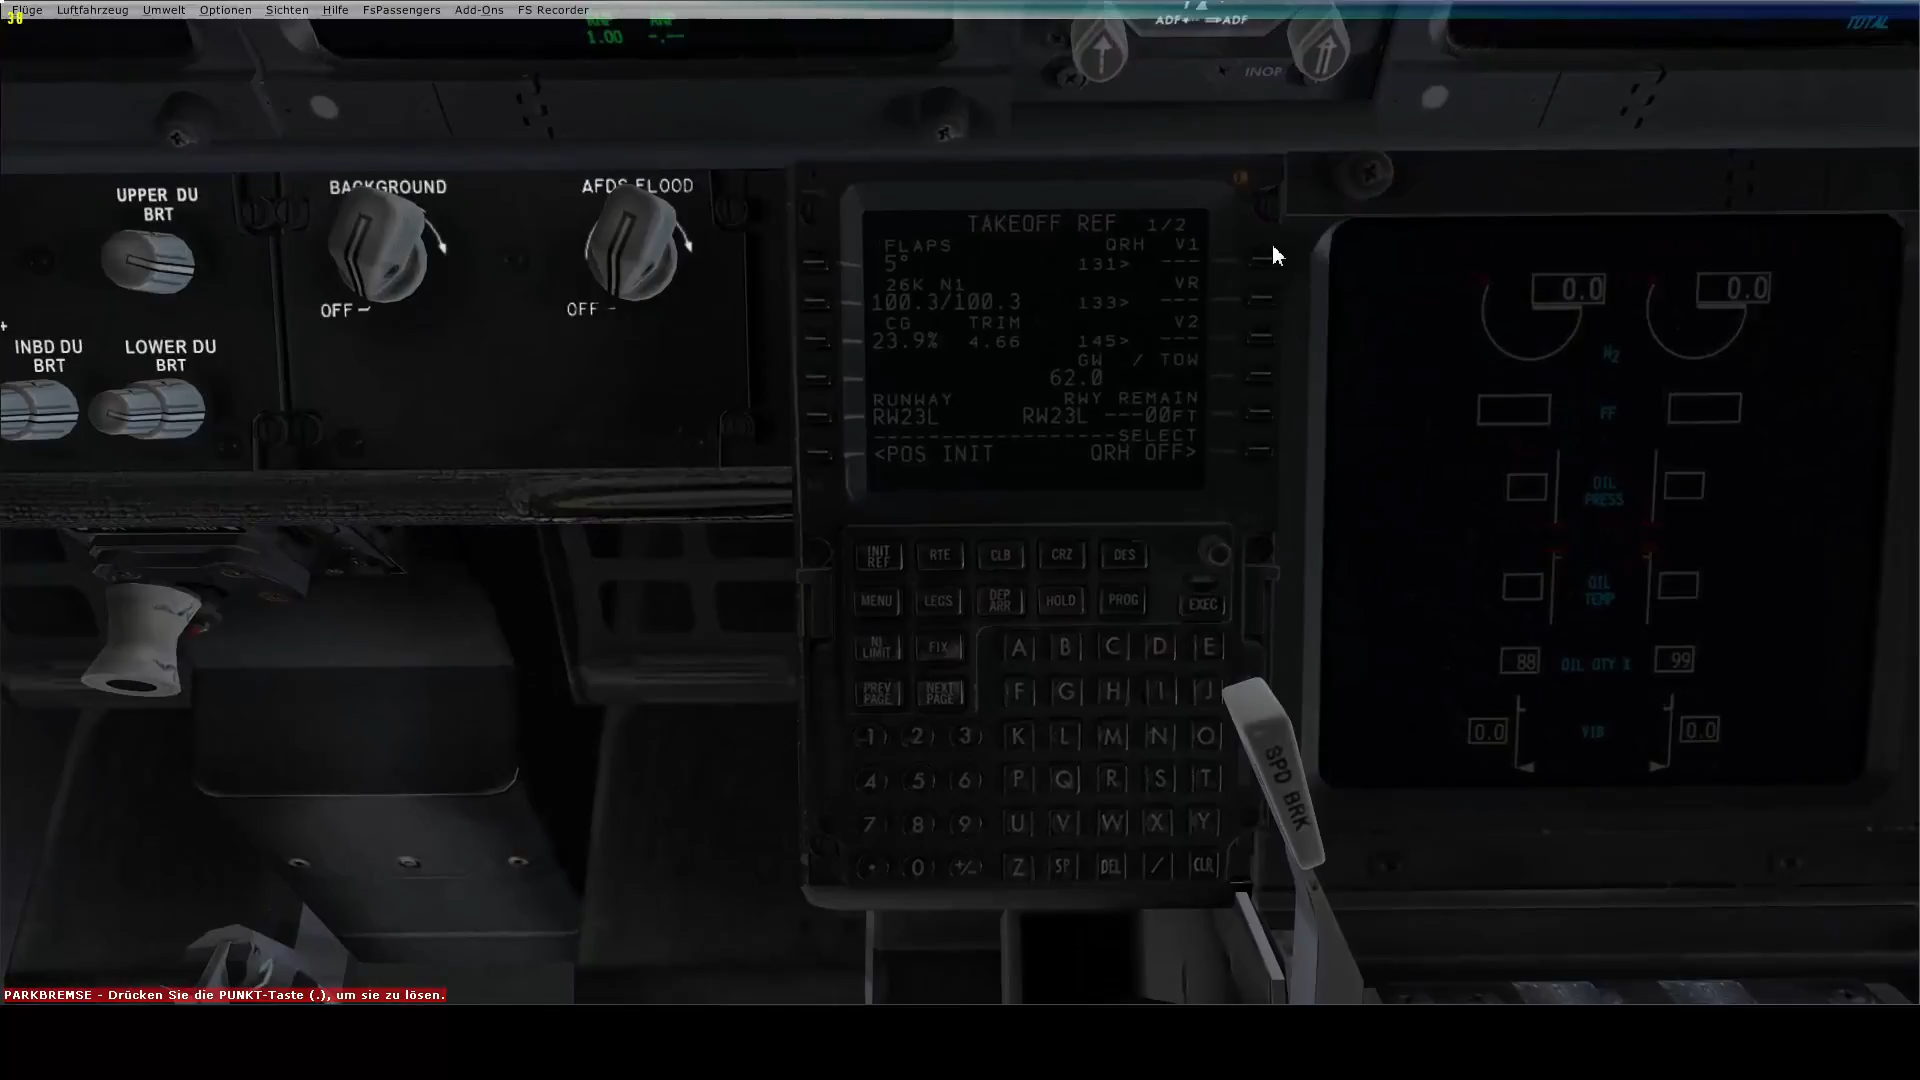 Flüge Luftfahrzeug Umwelt Optionen Sichten Hilfe FsPassengers Add-Ons FS Recorder
38
1.00 -.--
ADF ADF
INOP
TOTAL
UPPER DU
BRT
BACKGROUND
OFF
AFDS FLOOD
OFF
INBD DU
BRT
LOWER DU
BRT
TAKEOFF REF 1/2
FLAPS QRH V1
5° 131> ---
26K N1 VR
100.3/100.3 133> ---
CG TRIM V2
23.9% 4.66 145> ---
GW / TOW
62.0
RUNWAY RWY REMAIN
RW23L RW23L ---00FT
--------------------SELECT
<POS INIT QRH OFF>
INIT
REF
RTE
CLB
CRZ
DES
MENU
LEGS
DEP
ARR
HOLD
PROG
EXEC
N1
LIMIT
FIX
PREV
PAGE
NEXT
PAGE
A B C D E
F G H I J
1 2 3 K L M N O
4 5 6 P Q R S T
7 8 9 U V W X Y
. 0 +/- Z SP DEL / CLR
SPD BRK
0.0 0.0
N2
FF
OIL
PRESS
OIL
TEMP
88 OIL QTY % 99
0.0 VIB 0.0
PARKBREMSE - Drücken Sie die PUNKT-Taste (.), um sie zu lösen.